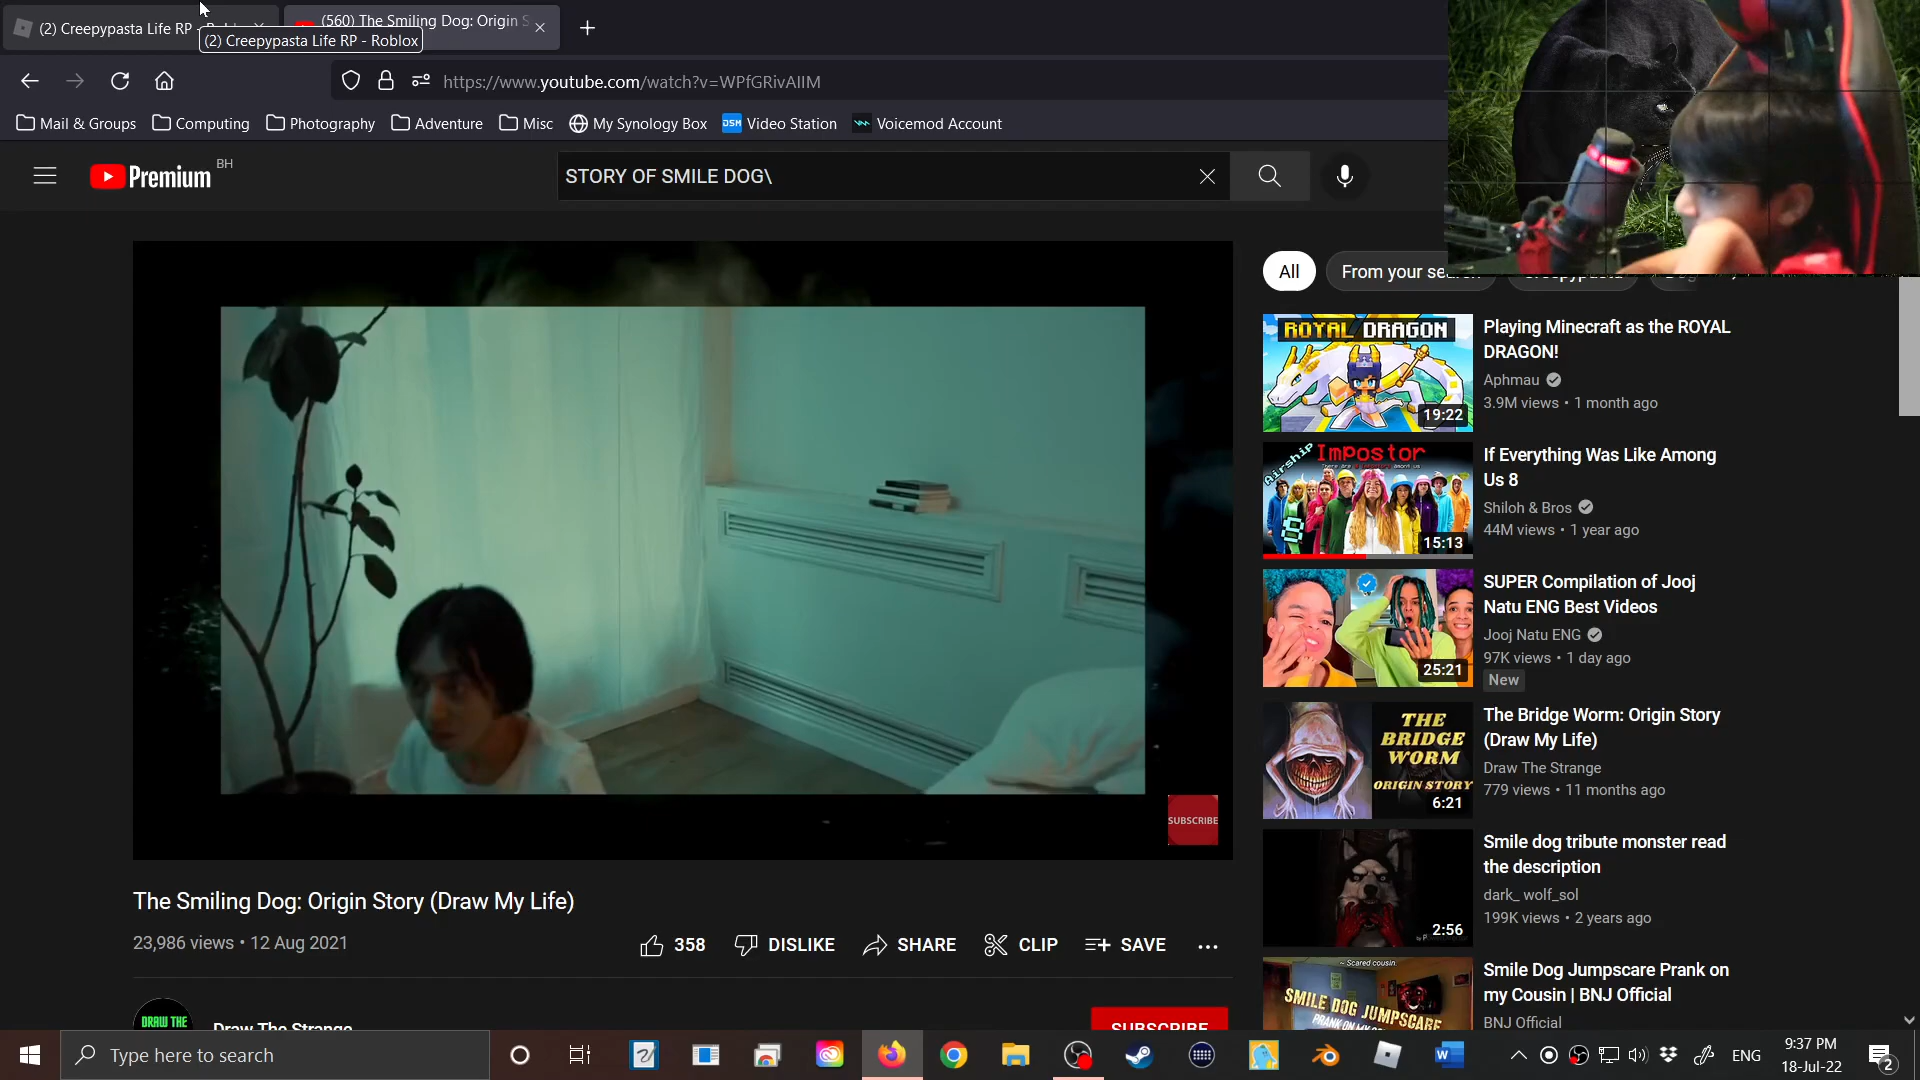 (2) Creepypasta Life RP -
(560) The Smiling Dog: Origin S
(2) Creepypasta Life RP - Roblox
https://www.youtube.com/watch?v=WPfGRivAIIM
Mail & Groups
Computing
Photography
Adventure
Misc
My Synology Box
DSM
Video Station
Voicemod Account
Premium
BH
STORY OF SMILE DOG\
All
From your
ROYAL DRAGON
19:22
Playing Minecraft as the ROYAL
DRAGON!
Aphmau
3.9M views • 1 month ago
Airship
Impostor
8
15:13
If Everything Was Like Among
Us 8
Shiloh & Bros
44M views • 1 year ago
25:21
SUPER Compilation of Jooj
Natu ENG Best Videos
Jooj Natu ENG
97K views • 1 day ago
New
THE
BRIDGE
WORM
ORIGIN STORY
6:21
The Bridge Worm: Origin Story
(Draw My Life)
Draw The Strange
779 views • 11 months ago
2:56
Smile dog tribute monster read
the description
dark_ wolf_sol
199K views • 2 years ago
~ Scared cousin.
SMILE DOG JUMPSCARE
PRANK ON MY
Smile Dog Jumpscare Prank on
my Cousin | BNJ Official
BNJ Official
SUBSCRIBE
The Smiling Dog: Origin Story (Draw My Life)
23,986 views • 12 Aug 2021
358
DISLIKE
SHARE
CLIP
SAVE
DRAW THE
Draw The Strange
SUBSCRIBE
Type here to search
ENG
9:37 PM
18-Jul-22
2